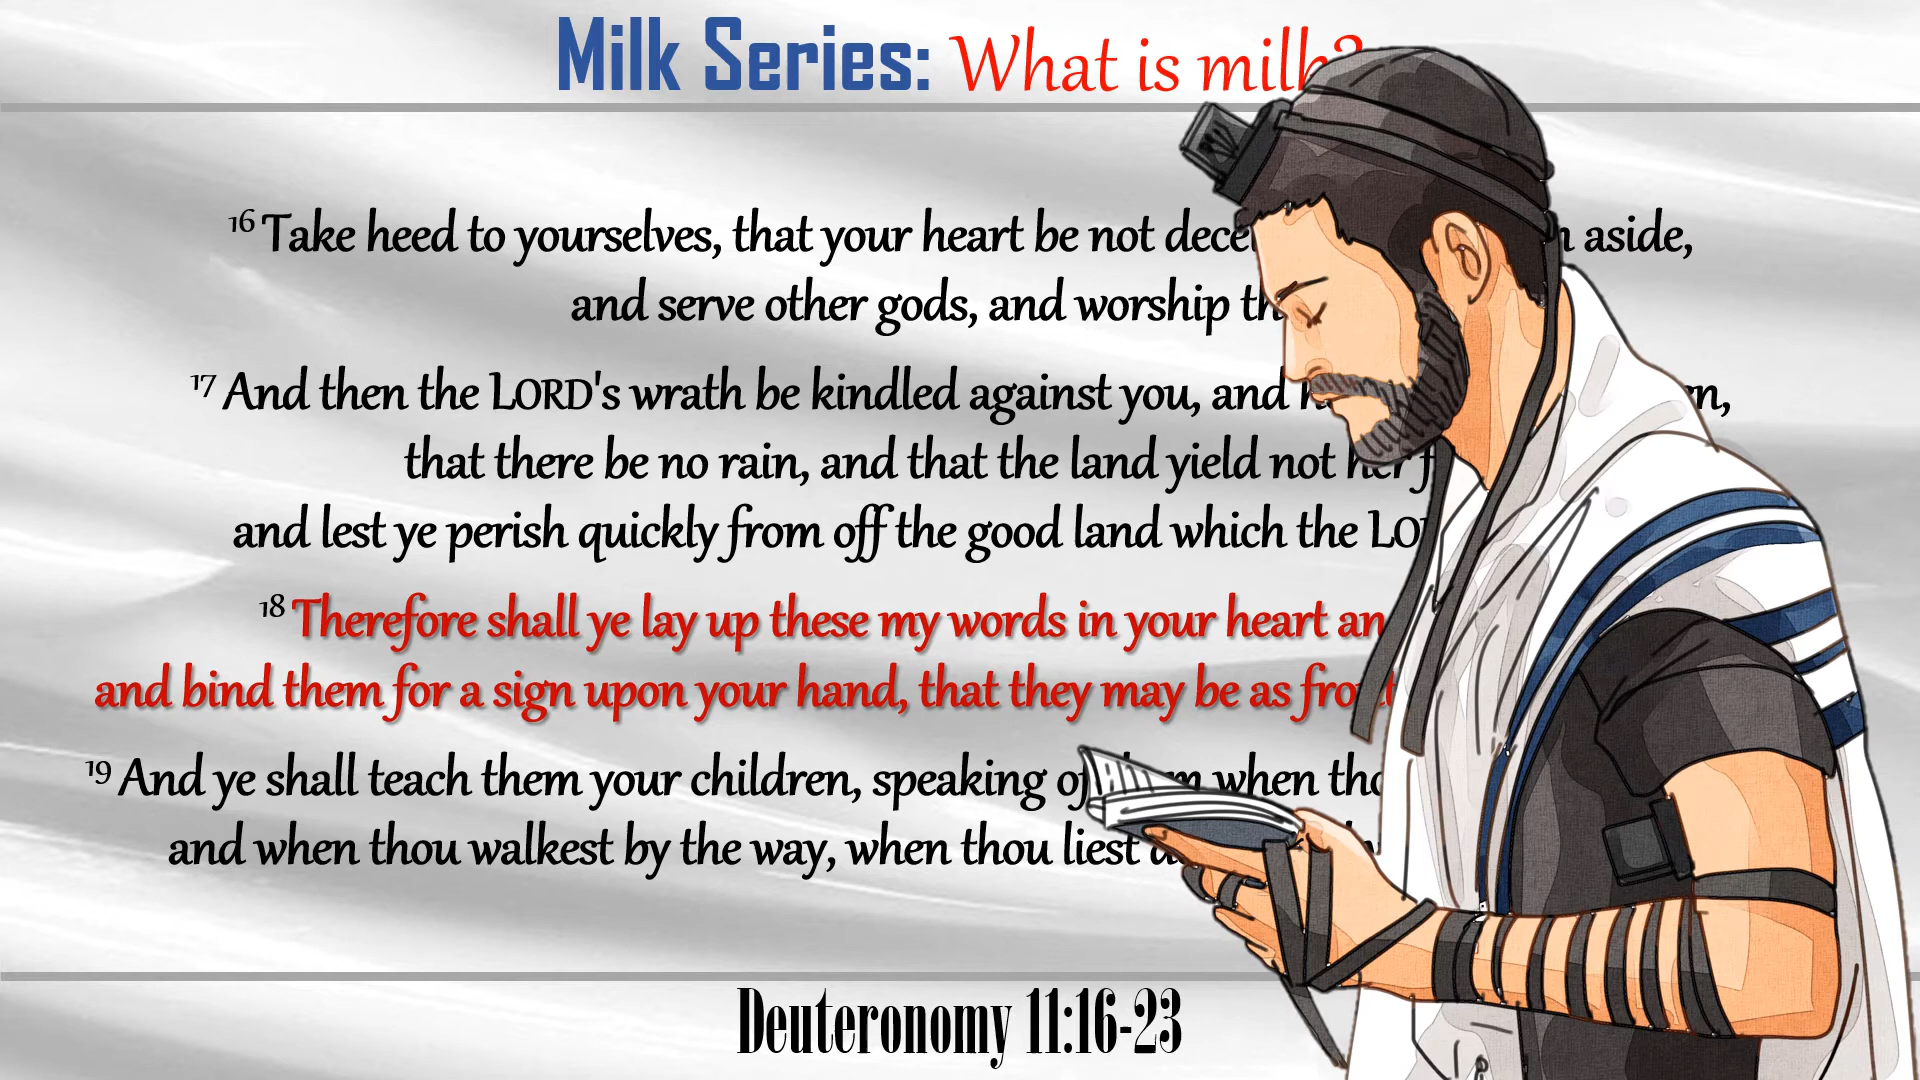 Milk Series: What is milk?
16 Take heed to yourselves, that your heart be not aside,
and serve other gods, and worship
17 And then the LORD's wrath be kindled against you, and
that there be no rain, and that the land yield not her
and lest ye perish quickly from off the good land which the
18 Therefore shall ye lay up these my words in your heart
and bind them for a sign upon your hand, that they may be as
19 And ye shall teach them your children, speaking of them when
and when thou walkest by the way, when thou liest
Deuteronomy 11:16-23